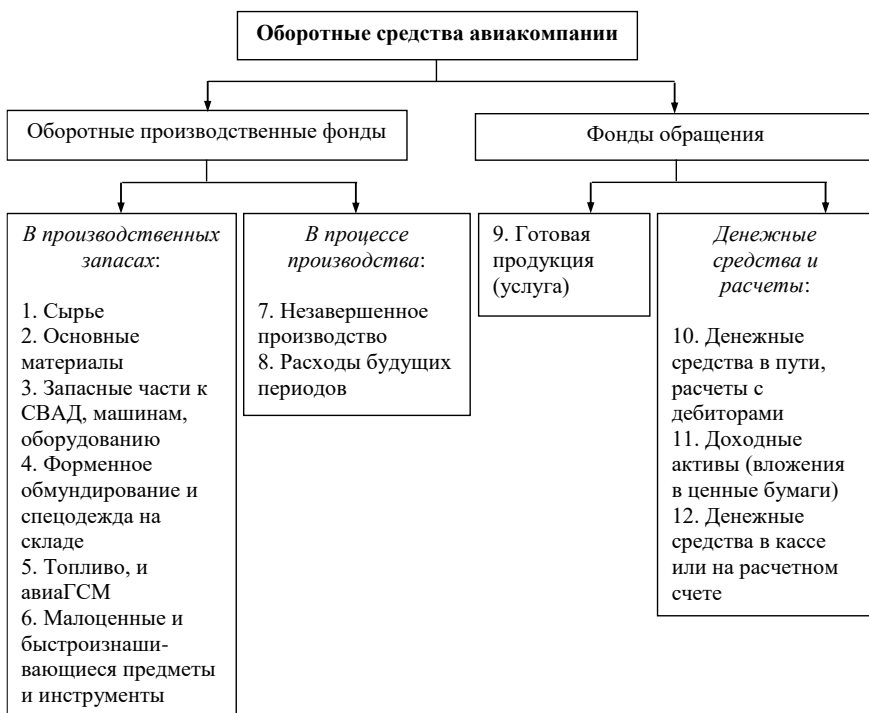 Оборотные средства авиакомпании
Оборотные производственные фонды
Фонды обращения
В производственных
запасах:
1. Сырье
2. Основные
материалы
3. Запасные части к
СВАД, машинам,
оборудованию
4. Форменное
обмундирование и
спецодежда на
складе
5. Топливо, и
авиаГСМ
6. Малоценные и
быстроизнаши-
вающиеся предметы
и инструменты
В процессе
производства:
7. Незавершенное
производство
8. Расходы будущих
периодов
9. Готовая
продукция
(услуга)
Денежные
средства и
расчеты:
10. Денежные
средства в пути,
расчеты с
дебиторами
11. Доходные
активы (вложения
в ценные бумаги)
12. Денежные
средства в кассе
или на расчетном
счете